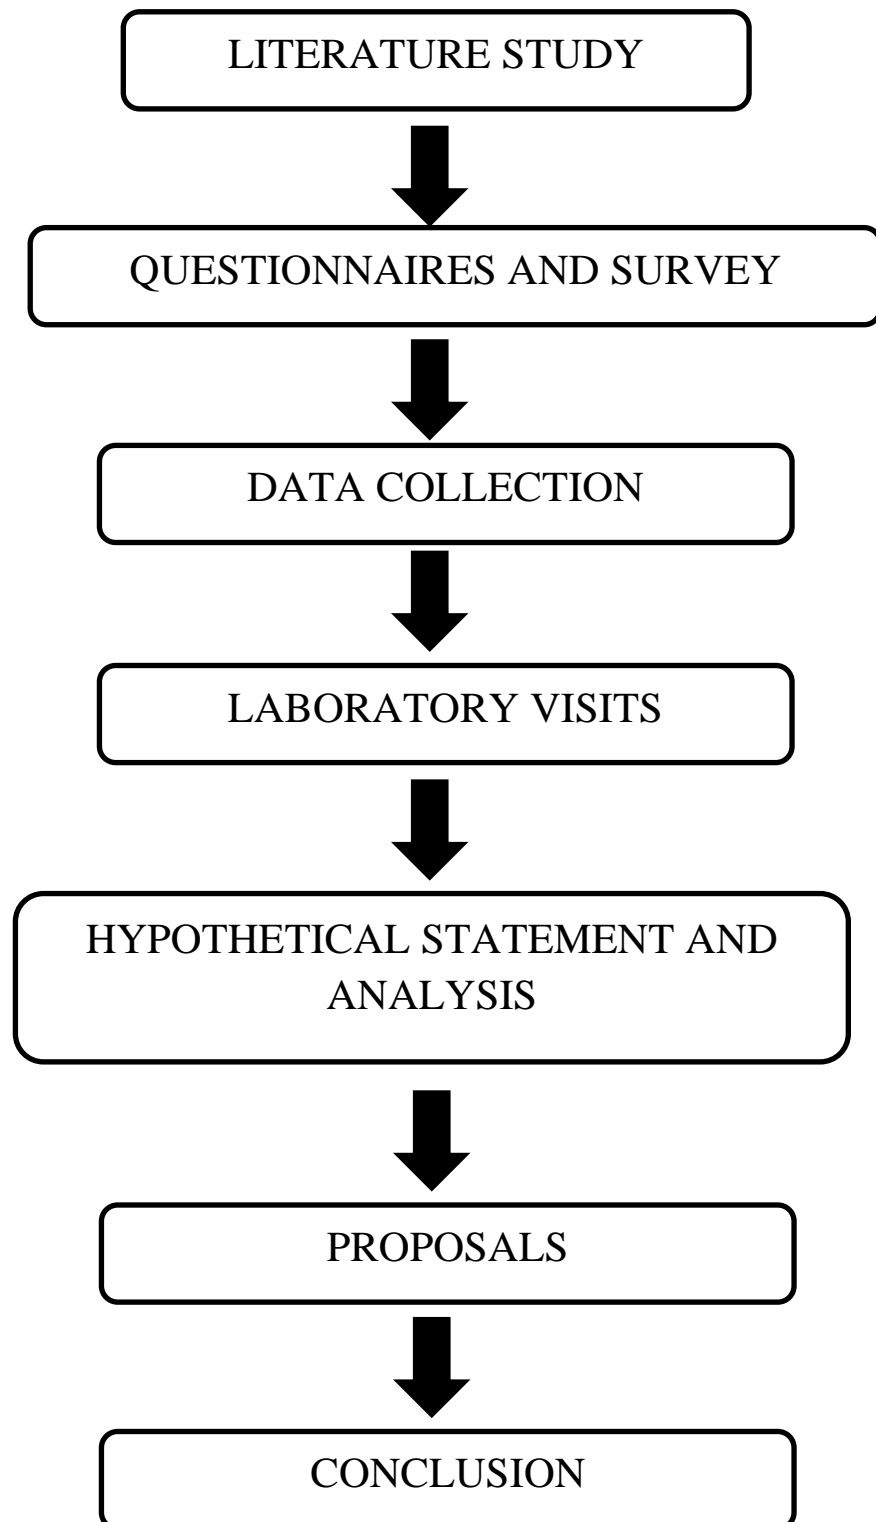 LITERATURE STUDY
QUESTIONNAIRES AND SURVEY
DATA COLLECTION
LABORATORY VISITS
HYPOTHETICAL STATEMENT AND
ANALYSIS
PROPOSALS
CONCLUSION